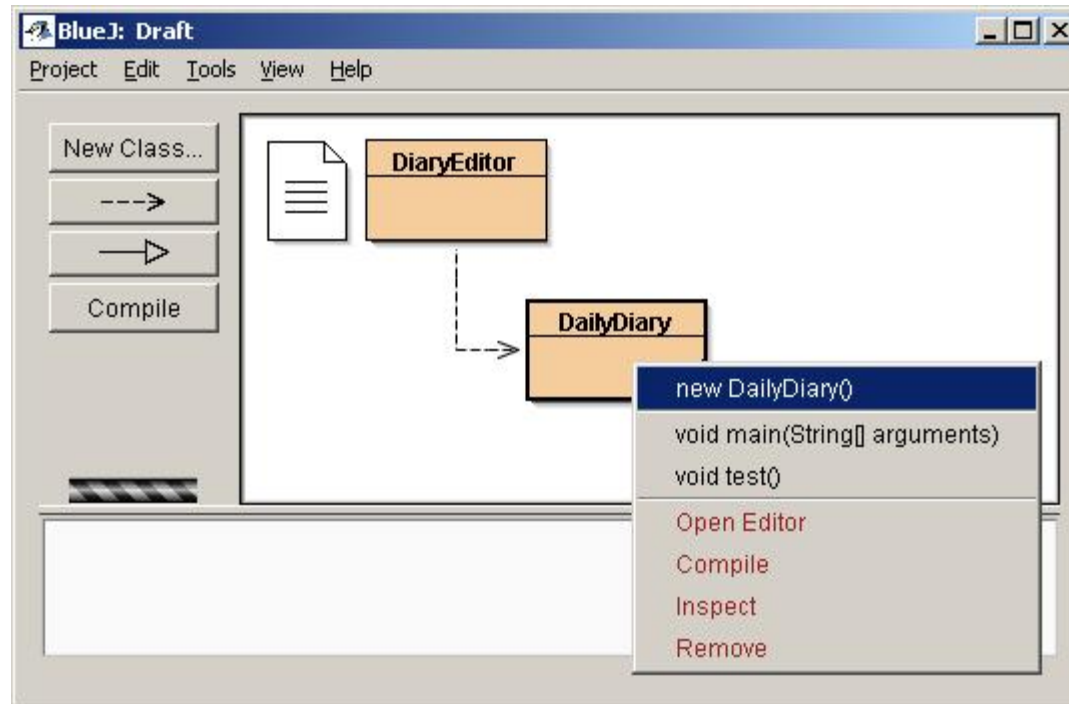 BlueJ: Draft
Project Edit Tools View Help
New Class...
Compile
DiaryEditor
DailyDiary
new DailyDiary()
void main(String[] arguments)
void test()
Open Editor
Compile
Inspect
Remove